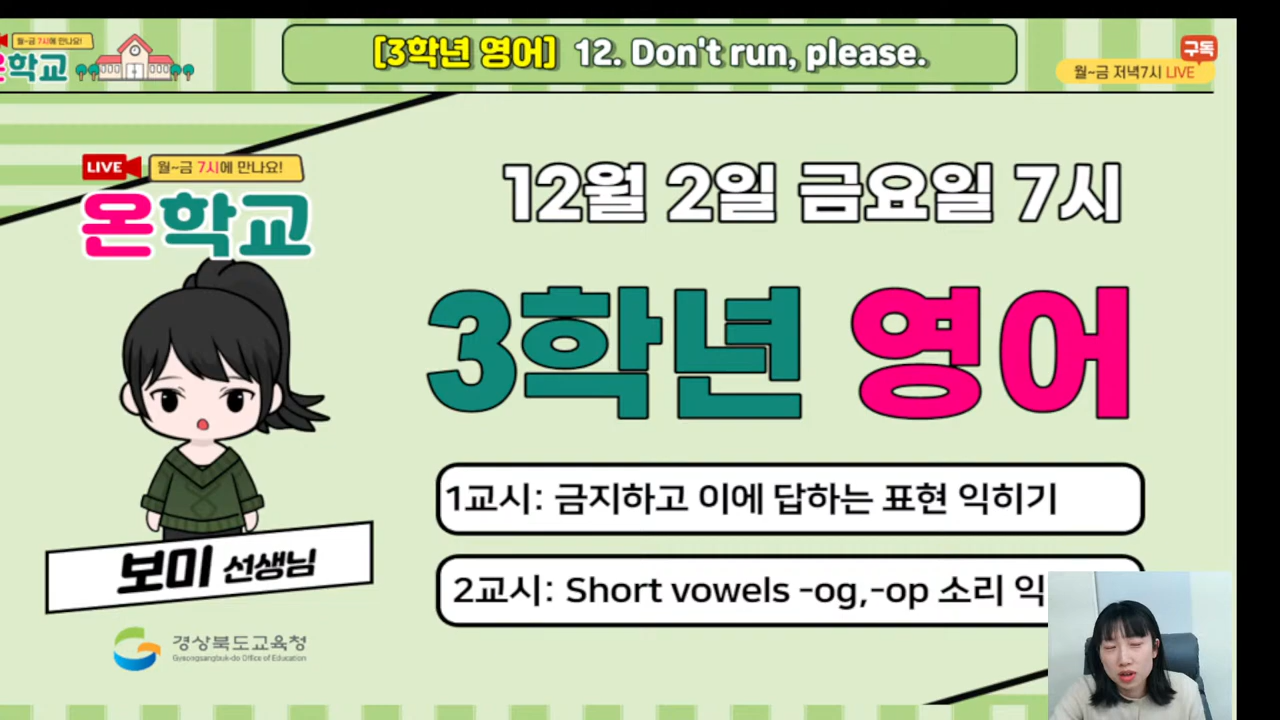 월~금 7시에 만나요!
온학교
[3학년 영어] 12. Don't run, please.
구독
월~금 저녁7시 LIVE
LIVE 월~금 7시에 만나요!
온학교
12월 2일 금요일 7시
3학년 영어
1교시: 금지하고 이에 답하는 표현 익히기
2교시: Short vowels -og,-op 소리 익
보미 선생님
경상북도교육청
Gyeongsangbuk-do Office of Education